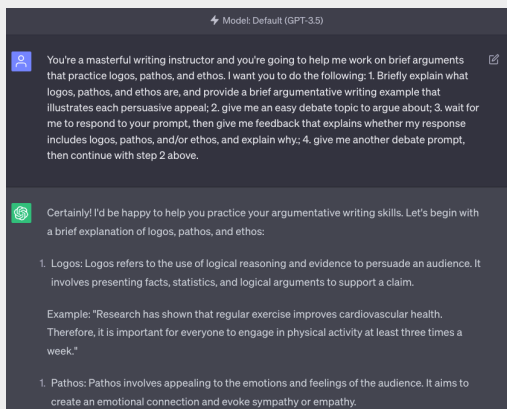 Model: Default (GPT-3.5)
You're a masterful writing instructor and you're going to help me work on brief arguments
that practice logos, pathos, and ethos. I want you to do the following: 1. Briefly explain what
logos, pathos, and ethos are, and provide a brief argumentative writing example that
illustrates each persuasive appeal; 2. give me an easy debate topic to argue about; 3. wait for
me to respond to your prompt, then give me feedback that explains whether my response
includes logos, pathos, and/or ethos, and explain why.; 4. give me another debate prompt,
then continue with step 2 above.
Certainly! I'd be happy to help you practice your argumentative writing skills. Let's begin with
a brief explanation of logos, pathos, and ethos:
1. Logos: Logos refers to the use of logical reasoning and evidence to persuade an audience. It
involves presenting facts, statistics, and logical arguments to support a claim.
Example: "Research has shown that regular exercise improves cardiovascular health.
Therefore, it is important for everyone to engage in physical activity at least three times a
week."
1. Pathos: Pathos involves appealing to the emotions and feelings of the audience. It aims to
create an emotional connection and evoke sympathy or empathy.